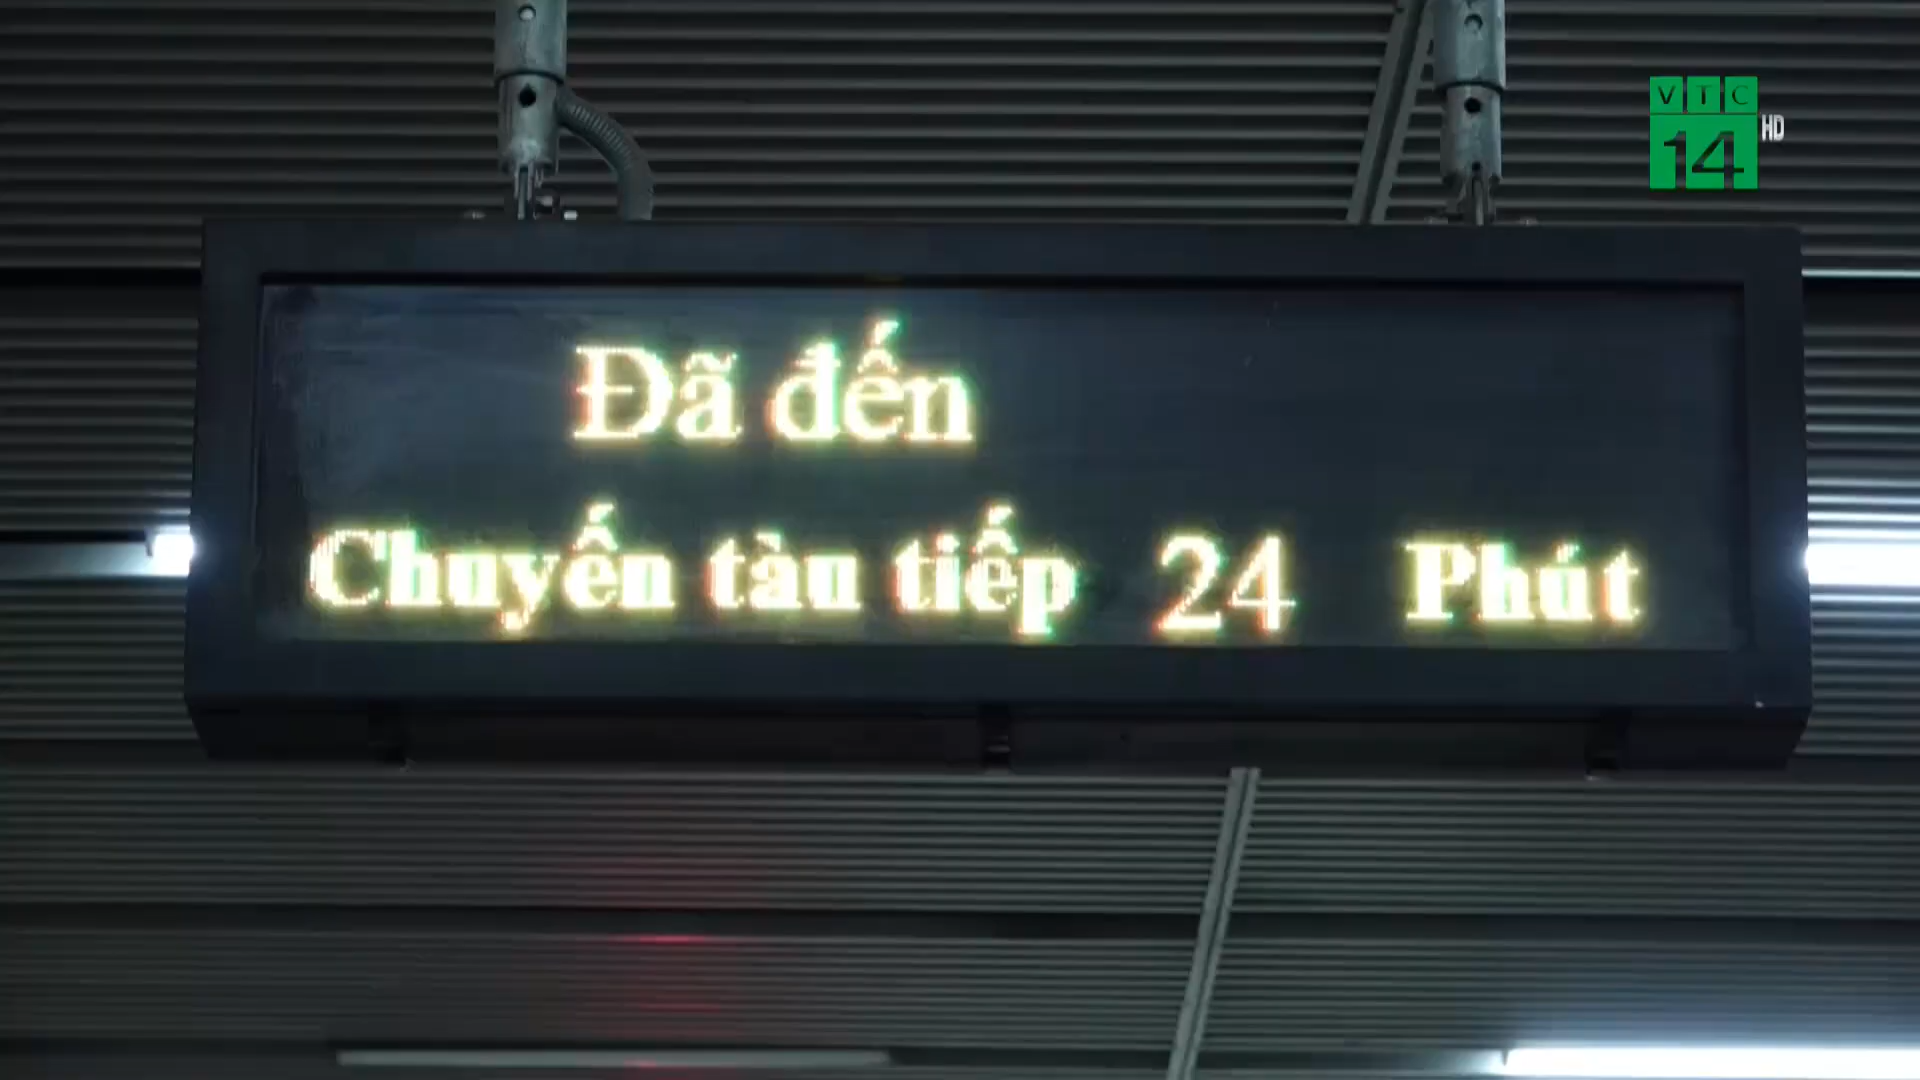 VTC
14 HD
Đã đến
Chuyến tàu tiếp 24 Phút